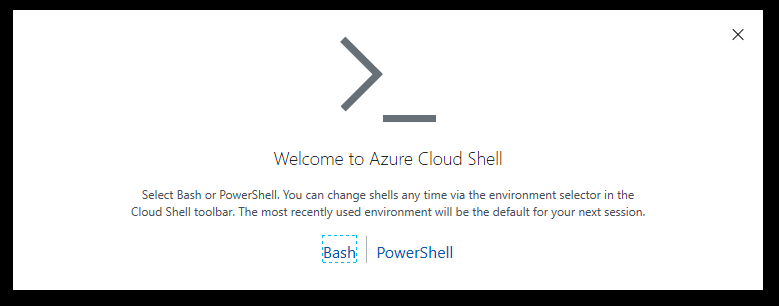 Welcome to Azure Cloud Shell
Select Bash or PowerShell. You can change shells any time via the environment selector in the
Cloud Shell toolbar. The most recently used environment will be the default for your next session.
Bash | PowerShell